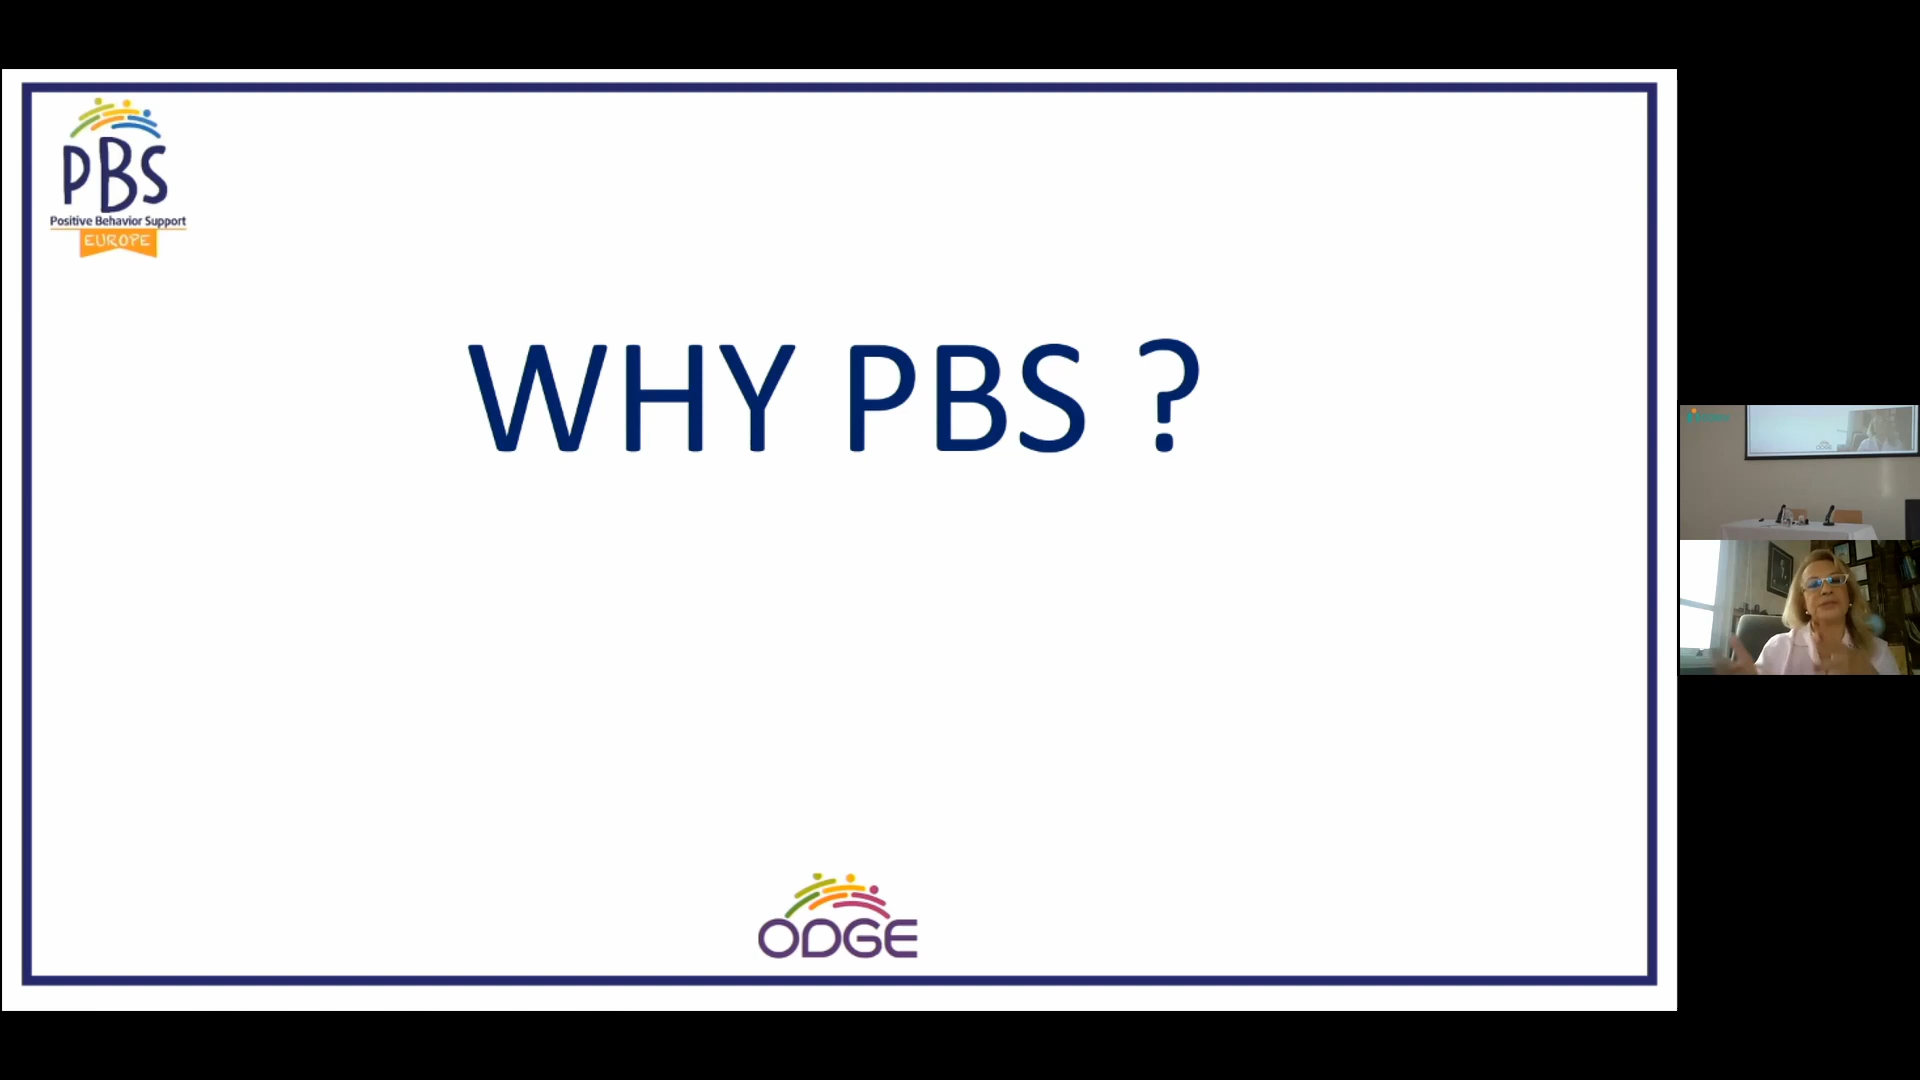 PBS
Positive Behavior Support
EUROPE
WHY PBS ?
ODGE